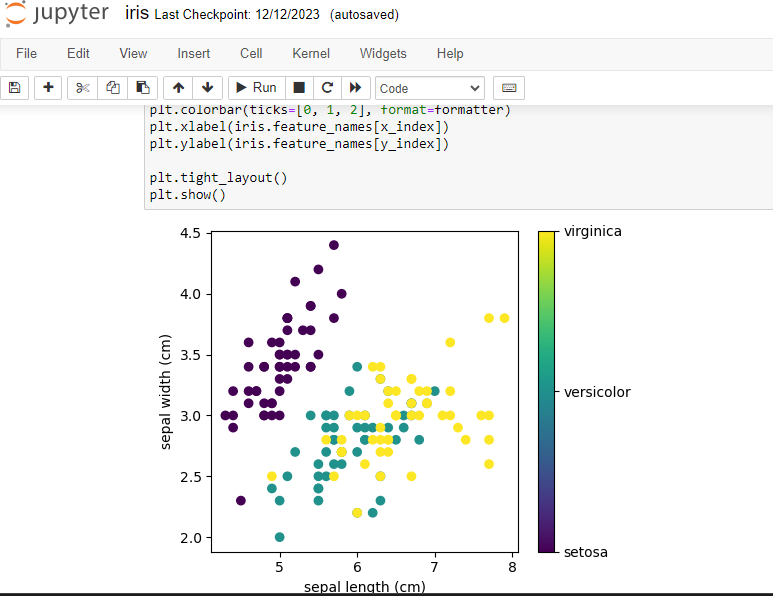 jupyter iris Last Checkpoint: 12/12/2023 (autosaved)
File Edit View Insert Cell Kernel Widgets Help
Run Code
plt.colorbar(ticks=[0, 1, 2], format=formatter)
plt.xlabel(iris.feature_names[x_index])
plt.ylabel(iris.feature_names[y_index])
plt.tight_layout()
plt.show()
4.5
4.0
3.5
3.0
2.5
2.0
sepal width (cm)
5 6 7 8
sepal length (cm)
virginica
versicolor
setosa